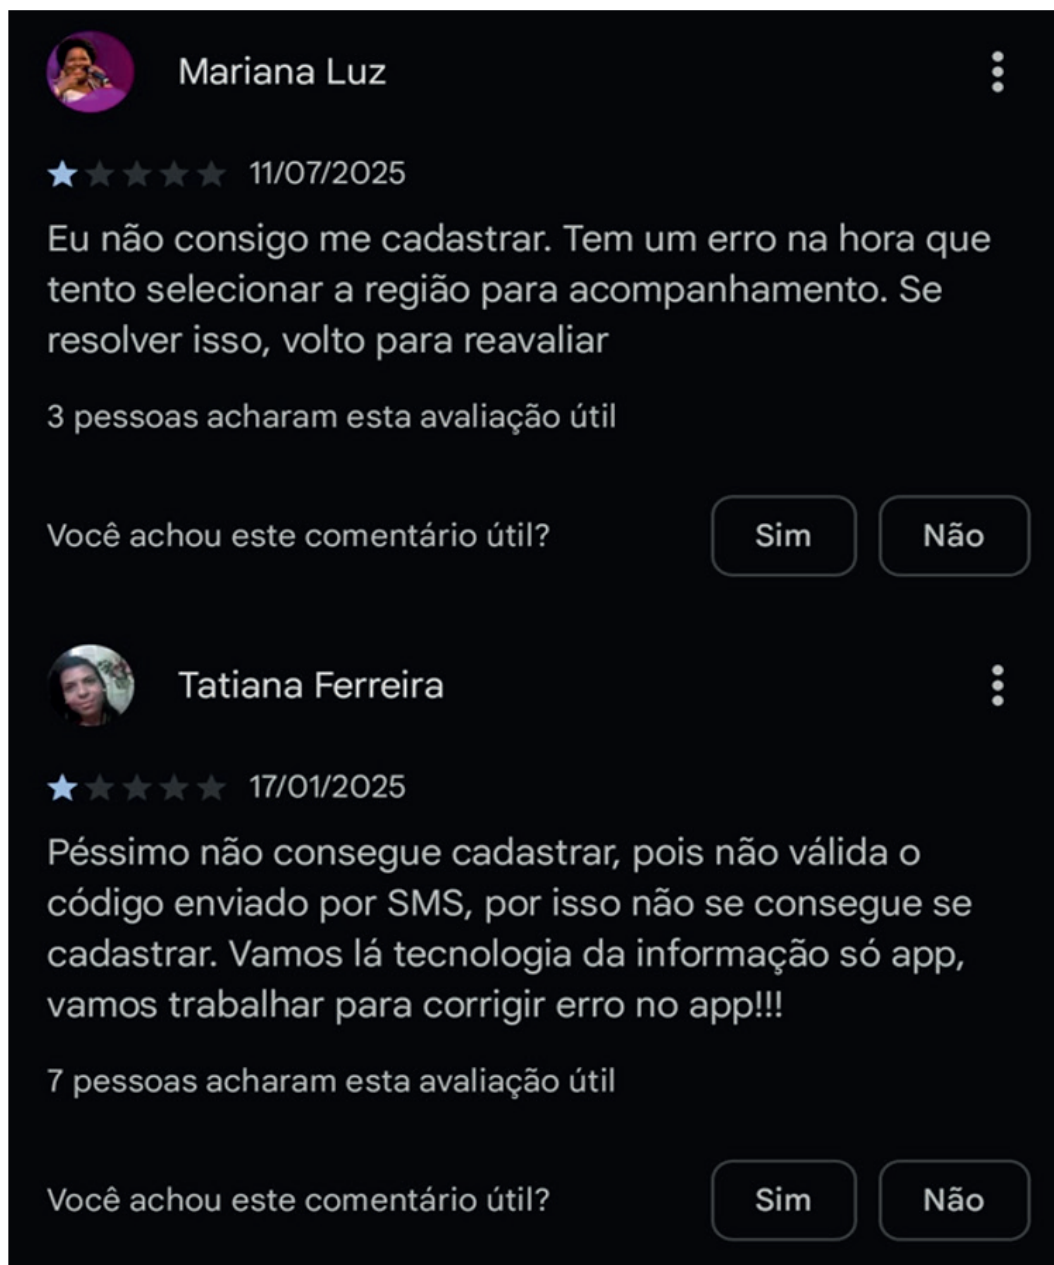 Mariana Luz
11/07/2025
Eu não consigo me cadastrar. Tem um erro na hora que
tento selecionar a região para acompanhamento. Se
resolver isso, volto para reavaliar
3 pessoas acharam esta avaliação útil
Você achou este comentário útil?
Sim
Não
Tatiana Ferreira
17/01/2025
Péssimo não consegue cadastrar, pois não válida o
código enviado por SMS, por isso não se consegue se
cadastrar. Vamos lá tecnologia da informação só app,
vamos trabalhar para corrigir erro no app!!!
7 pessoas acharam esta avaliação útil
Você achou este comentário útil?
Sim
Não